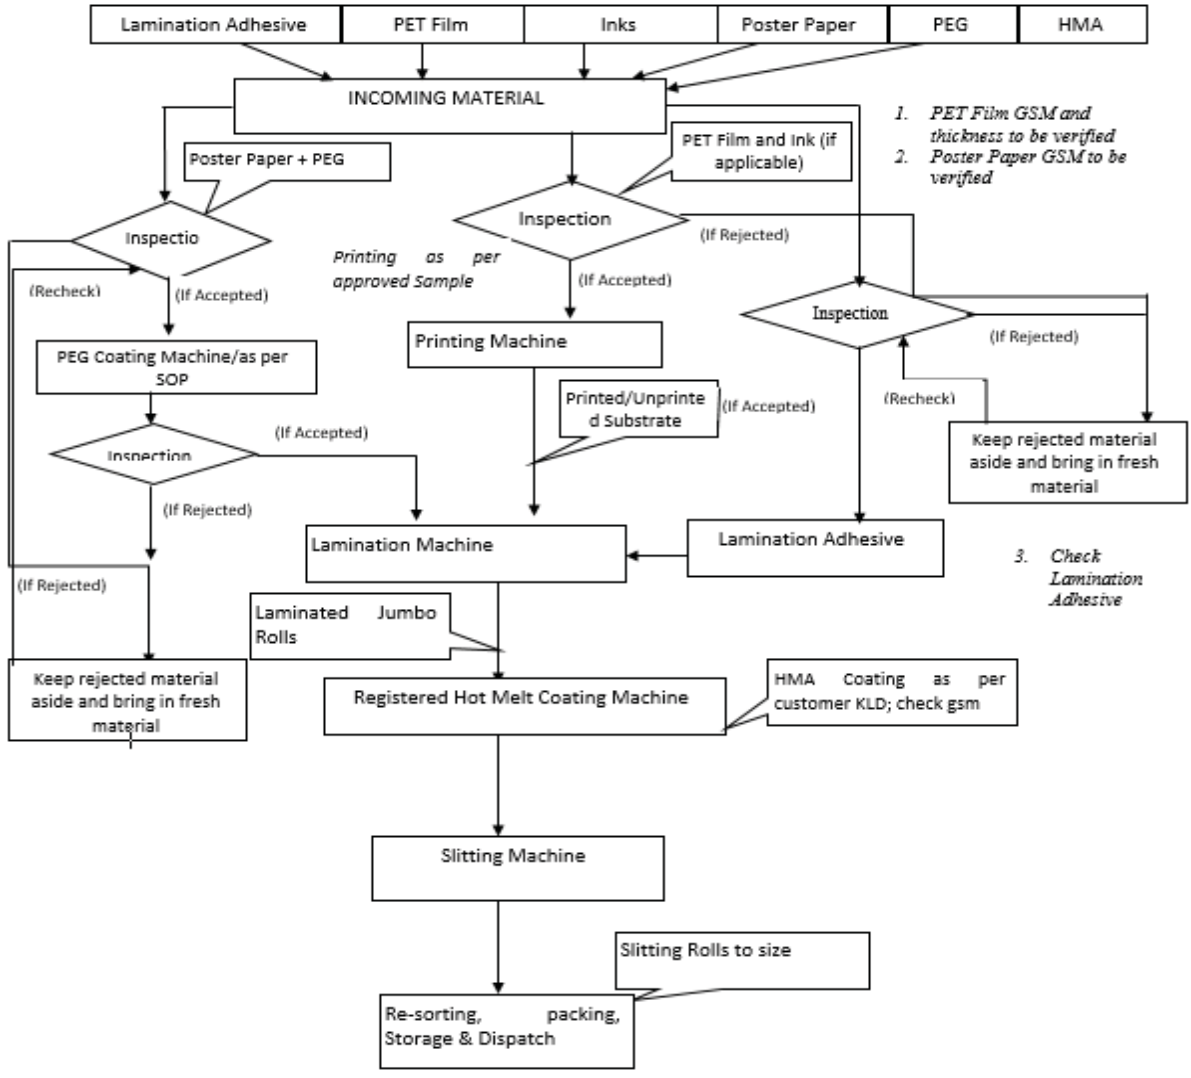 Lamination Adhesive
PET Film
Inks
Poster Paper
PEG
HMA
INCOMING MATERIAL
1. PET Film GSM and
thickness to be verified
2. Poster Paper GSM to be
verified
Poster Paper + PEG
PET Film and Ink (if
applicable)
Inspectio
Inspection
(If Rejected)
Printing as per
approved Sample
(Recheck)
(If Accepted)
(If Accepted)
Inspection
(If Rejected)
Printing Machine
PEG Coating Machine/as per
SOP
Printed/Unprinte
d Substrate
(If Accepted)
(Recheck)
(If Accepted)
Inspection
Keep rejected material
aside and bring in fresh
material
(If Rejected)
Lamination Machine
Lamination Adhesive
3. Check
Lamination
Adhesive
(If Rejected)
Laminated Jumbo
Rolls
Keep rejected material
aside and bring in fresh
material
Registered Hot Melt Coating Machine
HMA Coating as per
customer KLD; check gsm
Slitting Machine
Slitting Rolls to size
Re-sorting, packing,
Storage & Dispatch